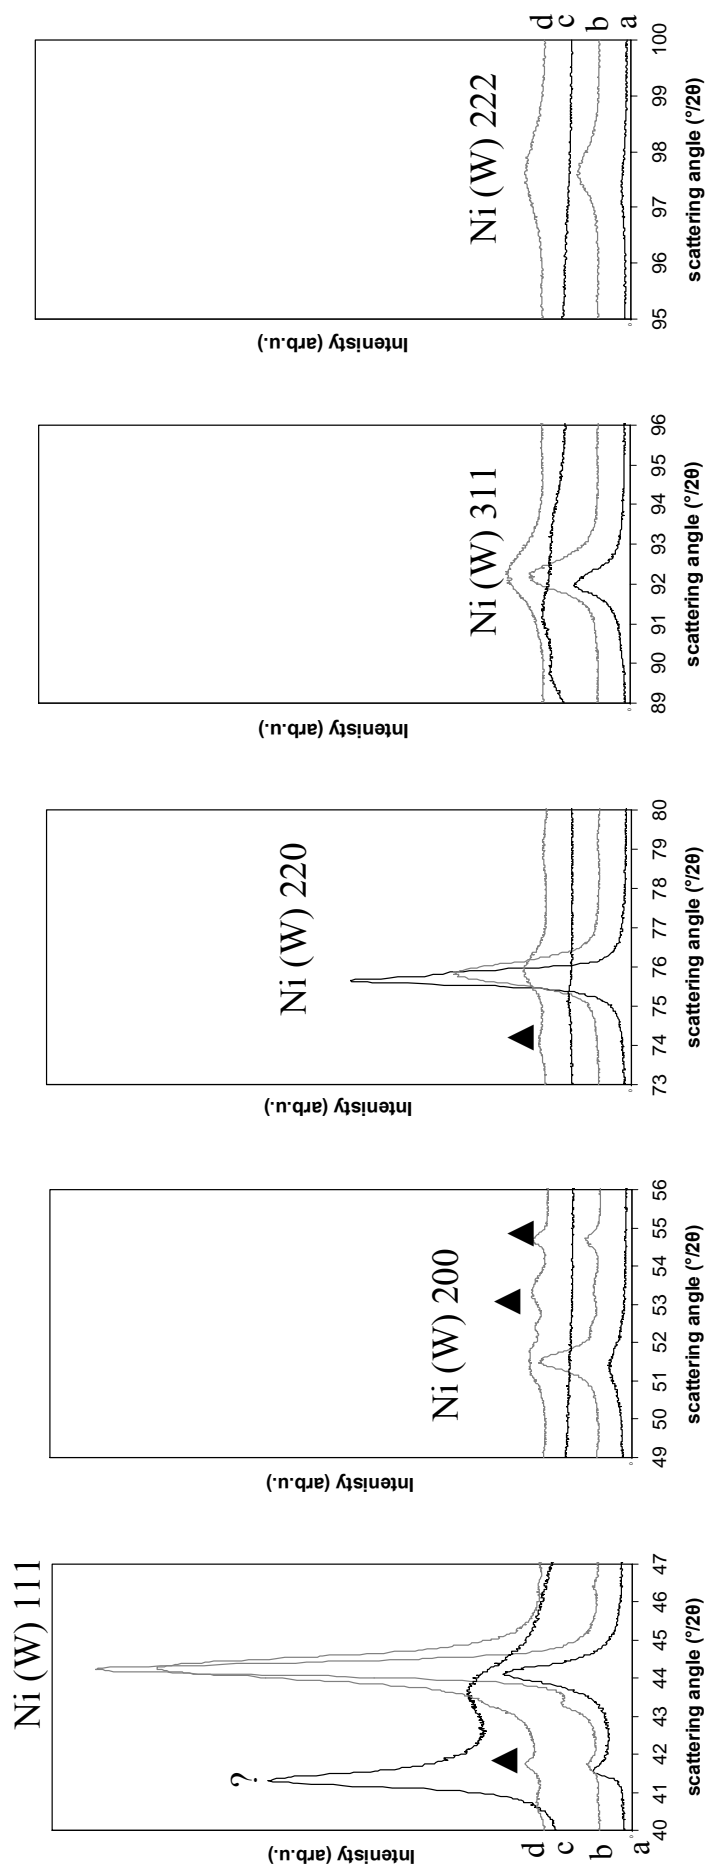 Ni (W) 111
?
d
c
b
a
Intenisty (arb.u.)
40 41 42 43 44 45 46 47
scattering angle (°/2θ)
Ni (W) 200
Intenisty (arb.u.)
49 50 51 52 53 54 55 56
scattering angle (°/2θ)
Ni (W) 220
Intenisty (arb.u.)
73 74 75 76 77 78 79 80
scattering angle (°/2θ)
Ni (W) 311
Intenisty (arb.u.)
89 90 91 92 93 94 95 96
scattering angle (°/2θ)
Ni (W) 222
Intenisty (arb.u.)
95 96 97 98 99 100
scattering angle (°/2θ)
d
c
b
a